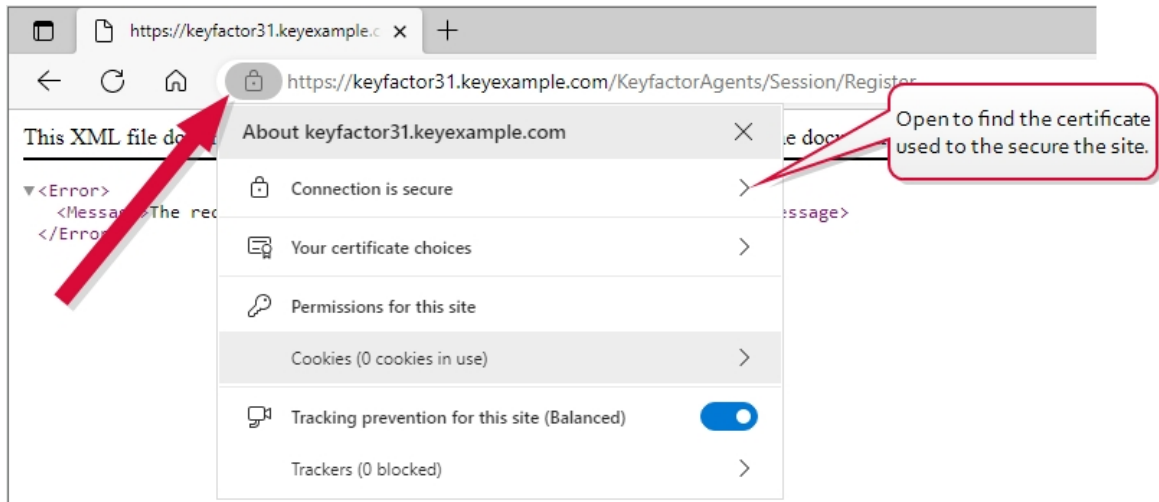 https://keyfactor31.keyexample.c
https://keyfactor31.keyexample.com/KeyfactorAgents/Session/Register
This XML file do
e doc
Open to find the certificate
used to the secure the site.
About keyfactor31.keyexample.com
▼<Error>
Connection is secure
<Messa
>The rec
essage>
</Erro
Your certificate choices
Permissions for this site
Cookies (0 cookies in use)
Tracking prevention for this site (Balanced)
Trackers (0 blocked)